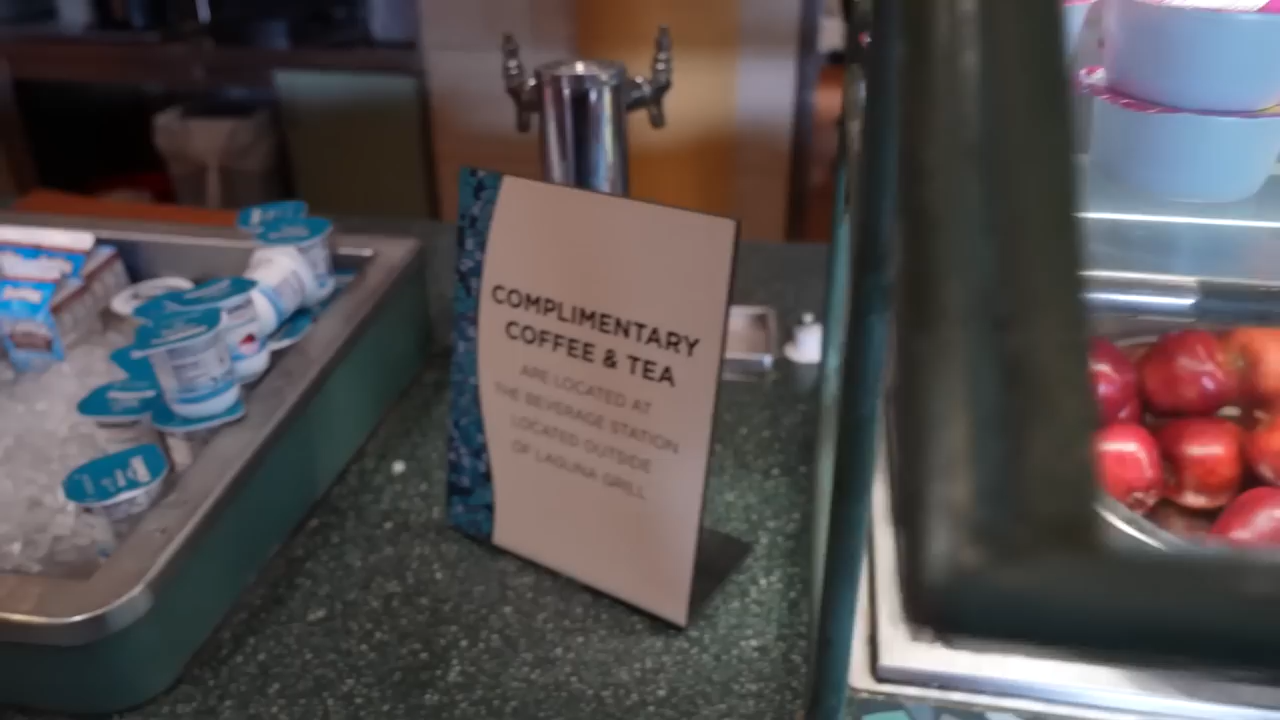 COMPLIMENTARY
COFFEE & TEA
ARE LOCATED AT
THE BEVERAGE STATION
LOCATED OUTSIDE
OF LAGUNA GRILL